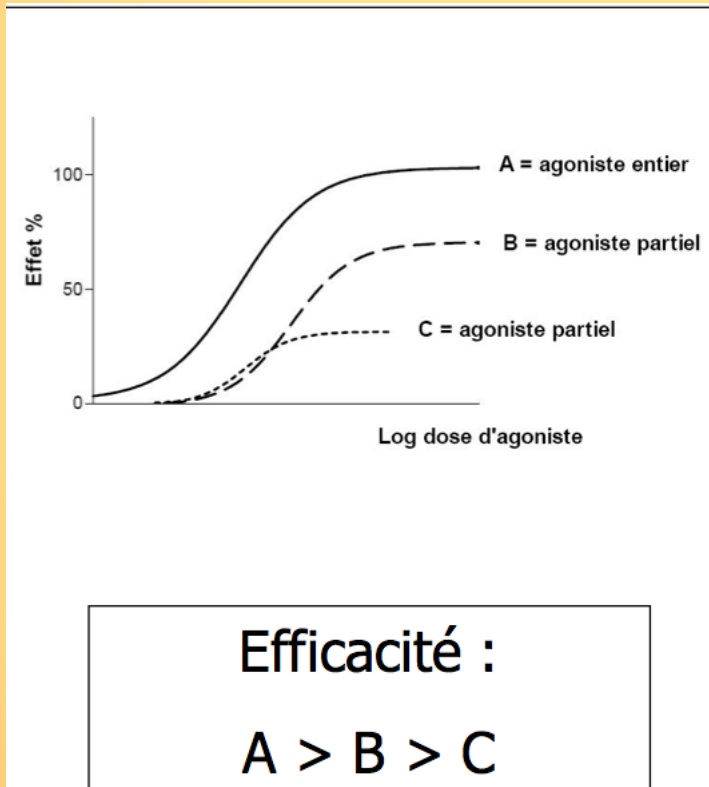 100
A = agoniste entier
Effet %
B = agoniste partiel
50
C = agoniste partiel
0
Log dose d'agoniste
Efficacité :
A > B > C